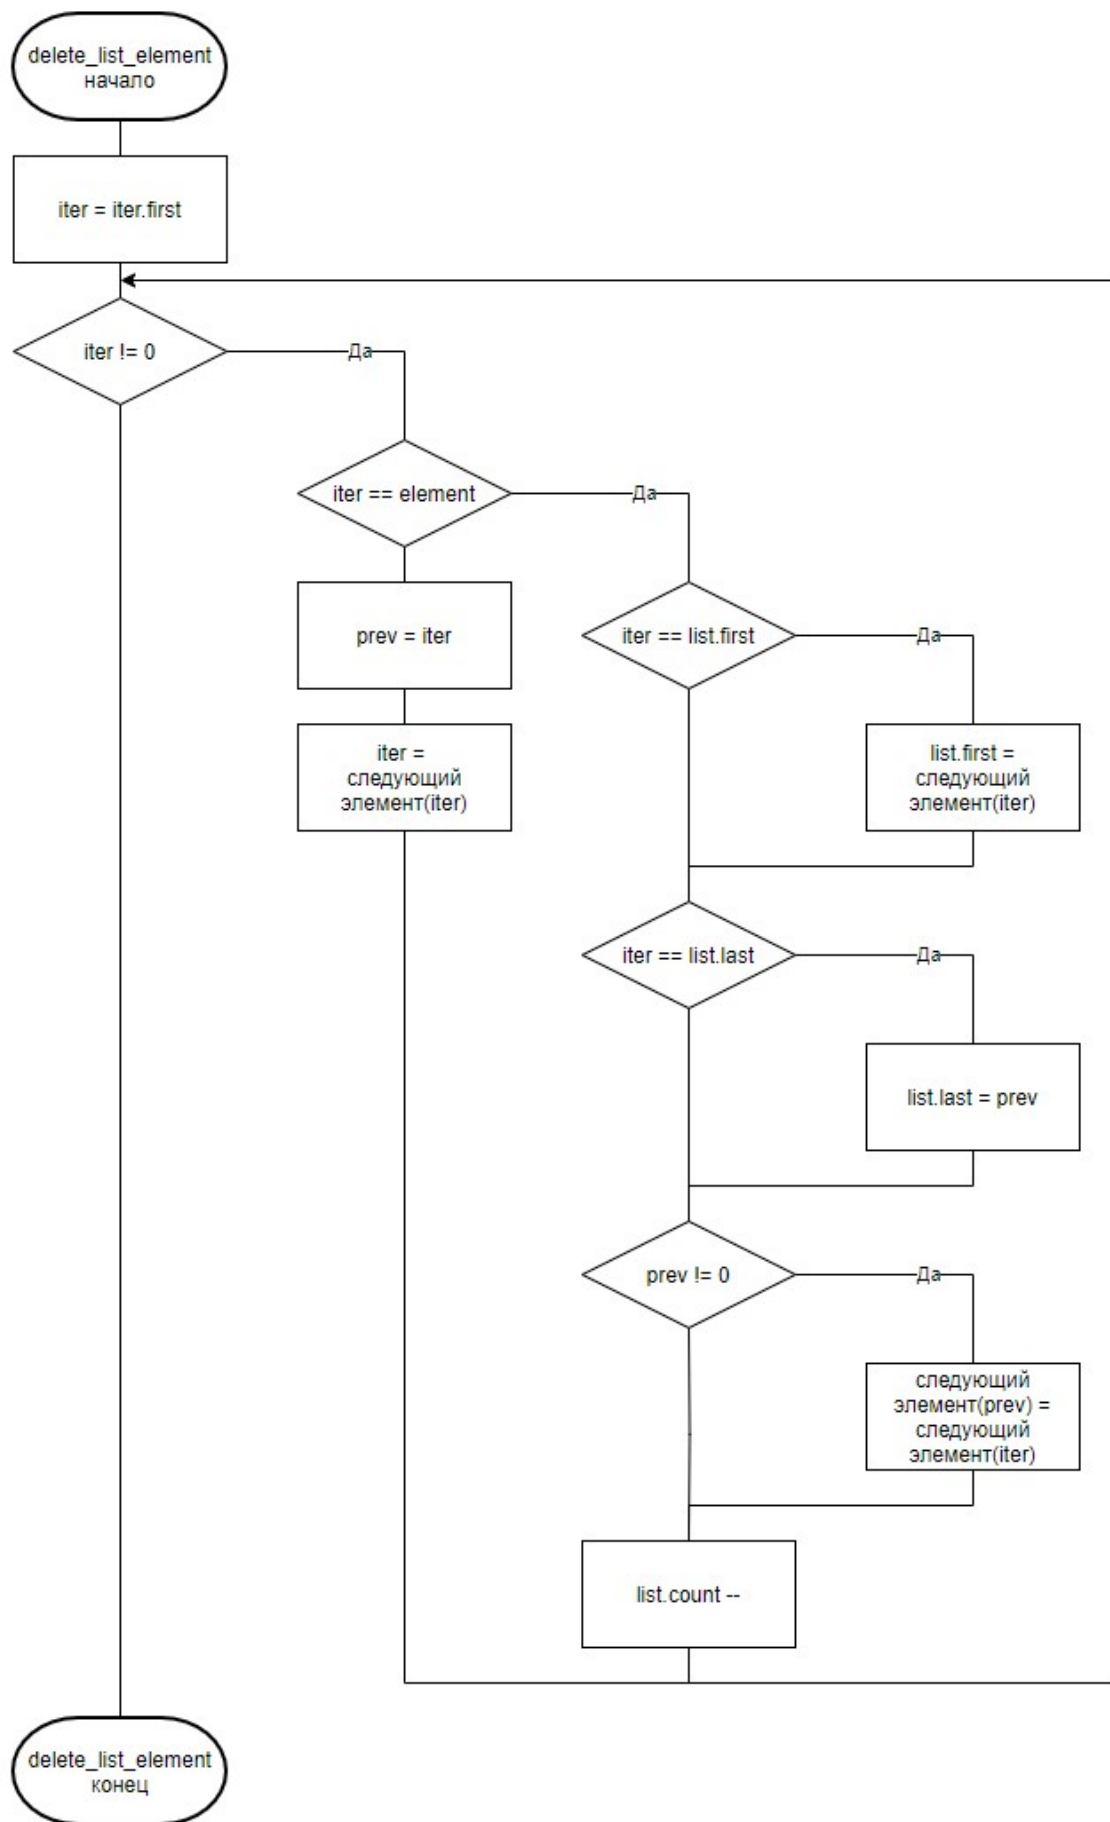 delete_list_element
начало
iter = iter.first
iter != 0
Да
iter == element
Да
prev = iter
iter == list.first
Да
iter =
следующий
элемент(iter)
list.first =
следующий
элемент(iter)
iter == list.last
Да
list.last = prev
prev != 0
Да
следующий
элемент(prev) =
следующий
элемент(iter)
list.count --
delete_list_element
конец